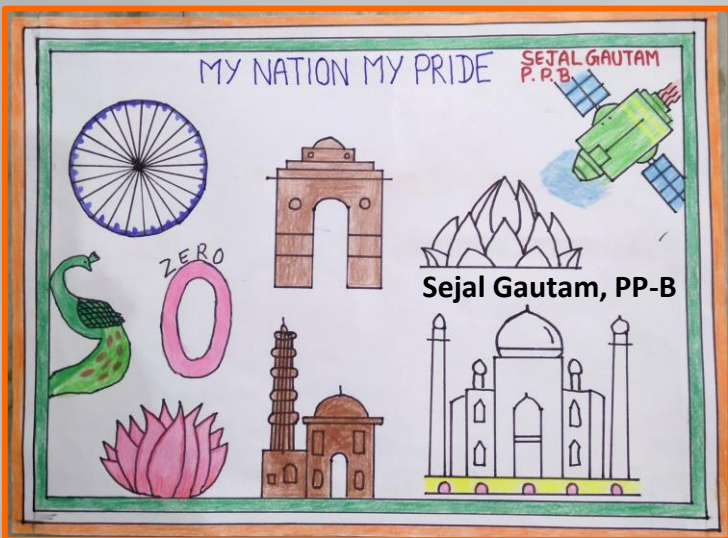 MY NATION MY PRIDE
SEJAL GAUTAM
P.P.B.
ZERO
Sejal Gautam, PP-B